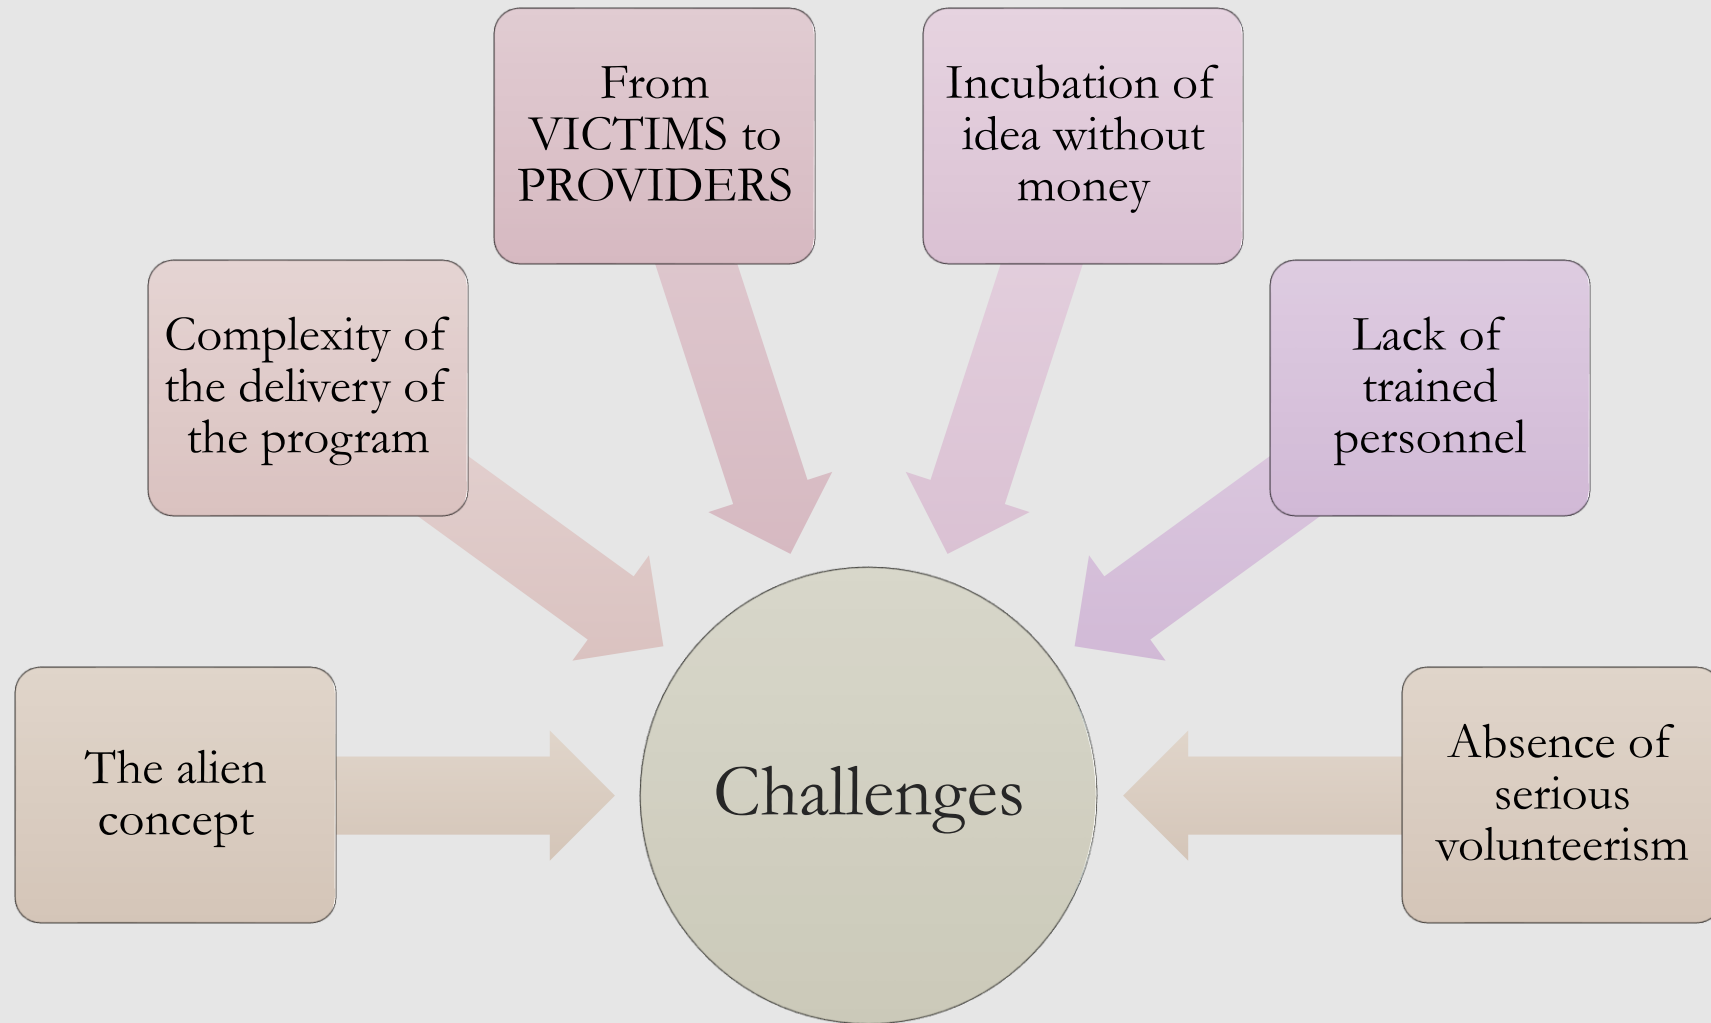 From
VICTIMS to
PROVIDERS
Incubation of
idea without
money
Complexity of
the delivery of
the program
Lack of
trained
personnel
The alien
concept
Challenges
Absence of
serious
volunteerism